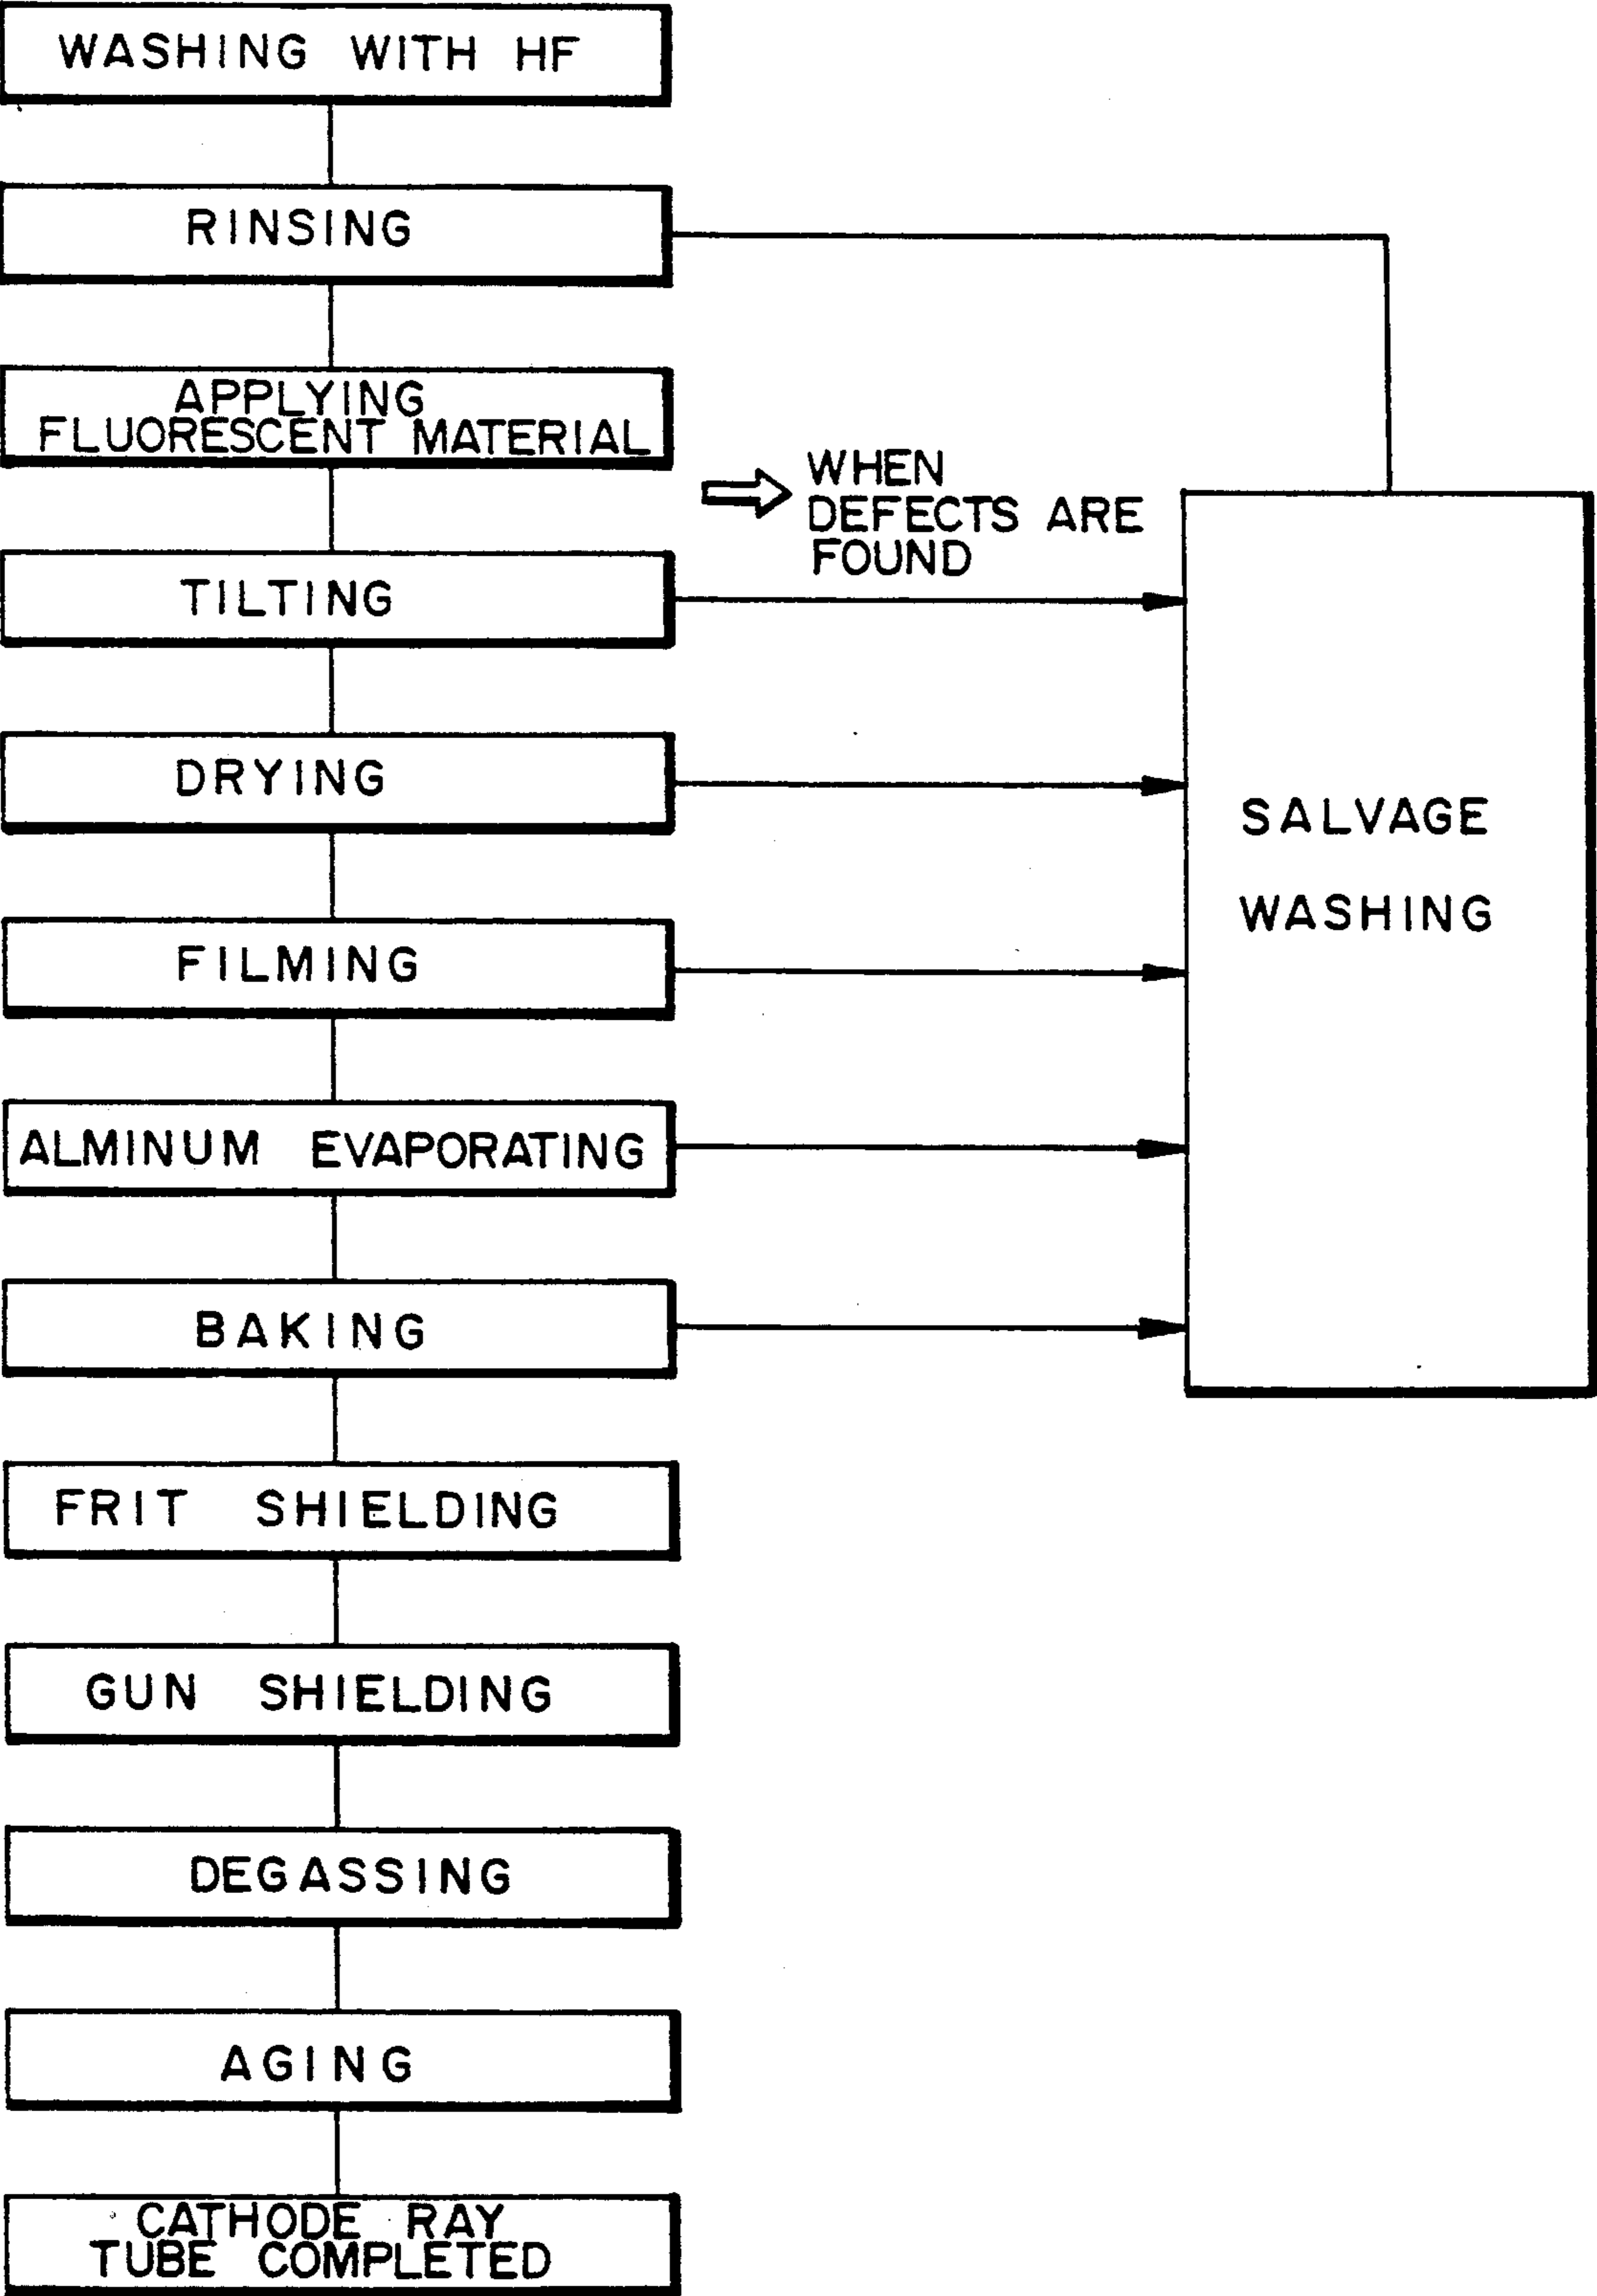 WASHING WITH HF
RINSING
APPLYING
FLUORESCENT MATERIAL
WHEN
DEFECTS ARE
FOUND
TILTING
DRYING
SALVAGE
WASHING
FILMING
ALMINUM EVAPORATING
BAKING
FRIT SHIELDING
GUN SHIELDING
DEGASSING
AGING
CATHODE RAY
TUBE COMPLETED